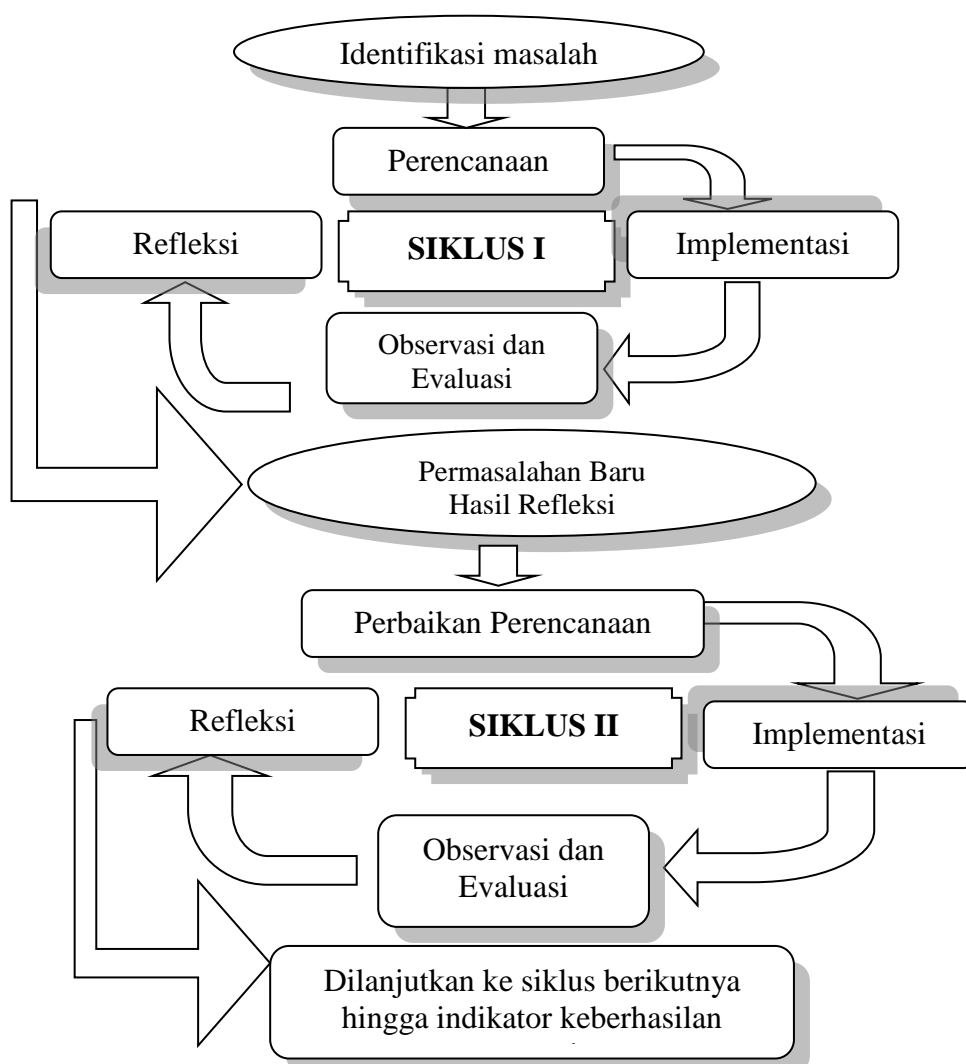 Identifikasi masalah
Perencanaan
Refleksi
SIKLUS I
Implementasi
Observasi dan
Evaluasi
Permasalahan Baru
Hasil Refleksi
Perbaikan Perencanaan
Refleksi
SIKLUS II
Implementasi
Observasi dan
Evaluasi
Dilanjutkan ke siklus berikutnya
hingga indikator keberhasilan